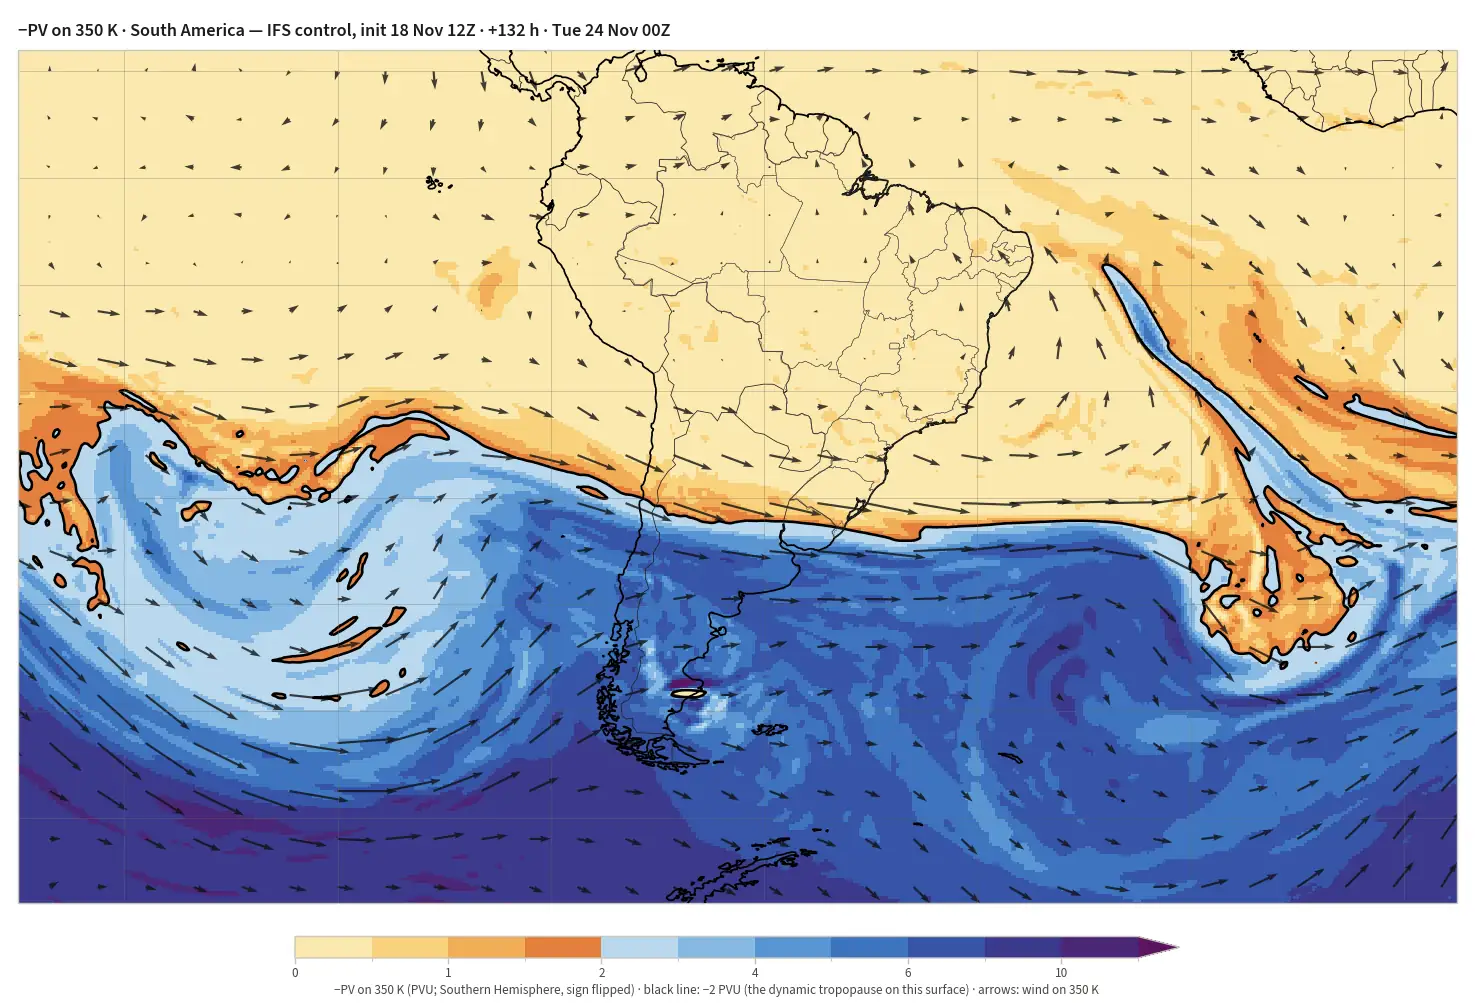 −PV on 350 K · South America — IFS control, init 18 Nov 12Z · +132 h · Tue 24 Nov 00Z
0 1 2 4 6 10
−PV on 350 K (PVU; Southern Hemisphere, sign flipped) · black line: −2 PVU (the dynamic tropopause on this surface) · arrows: wind on 350 K